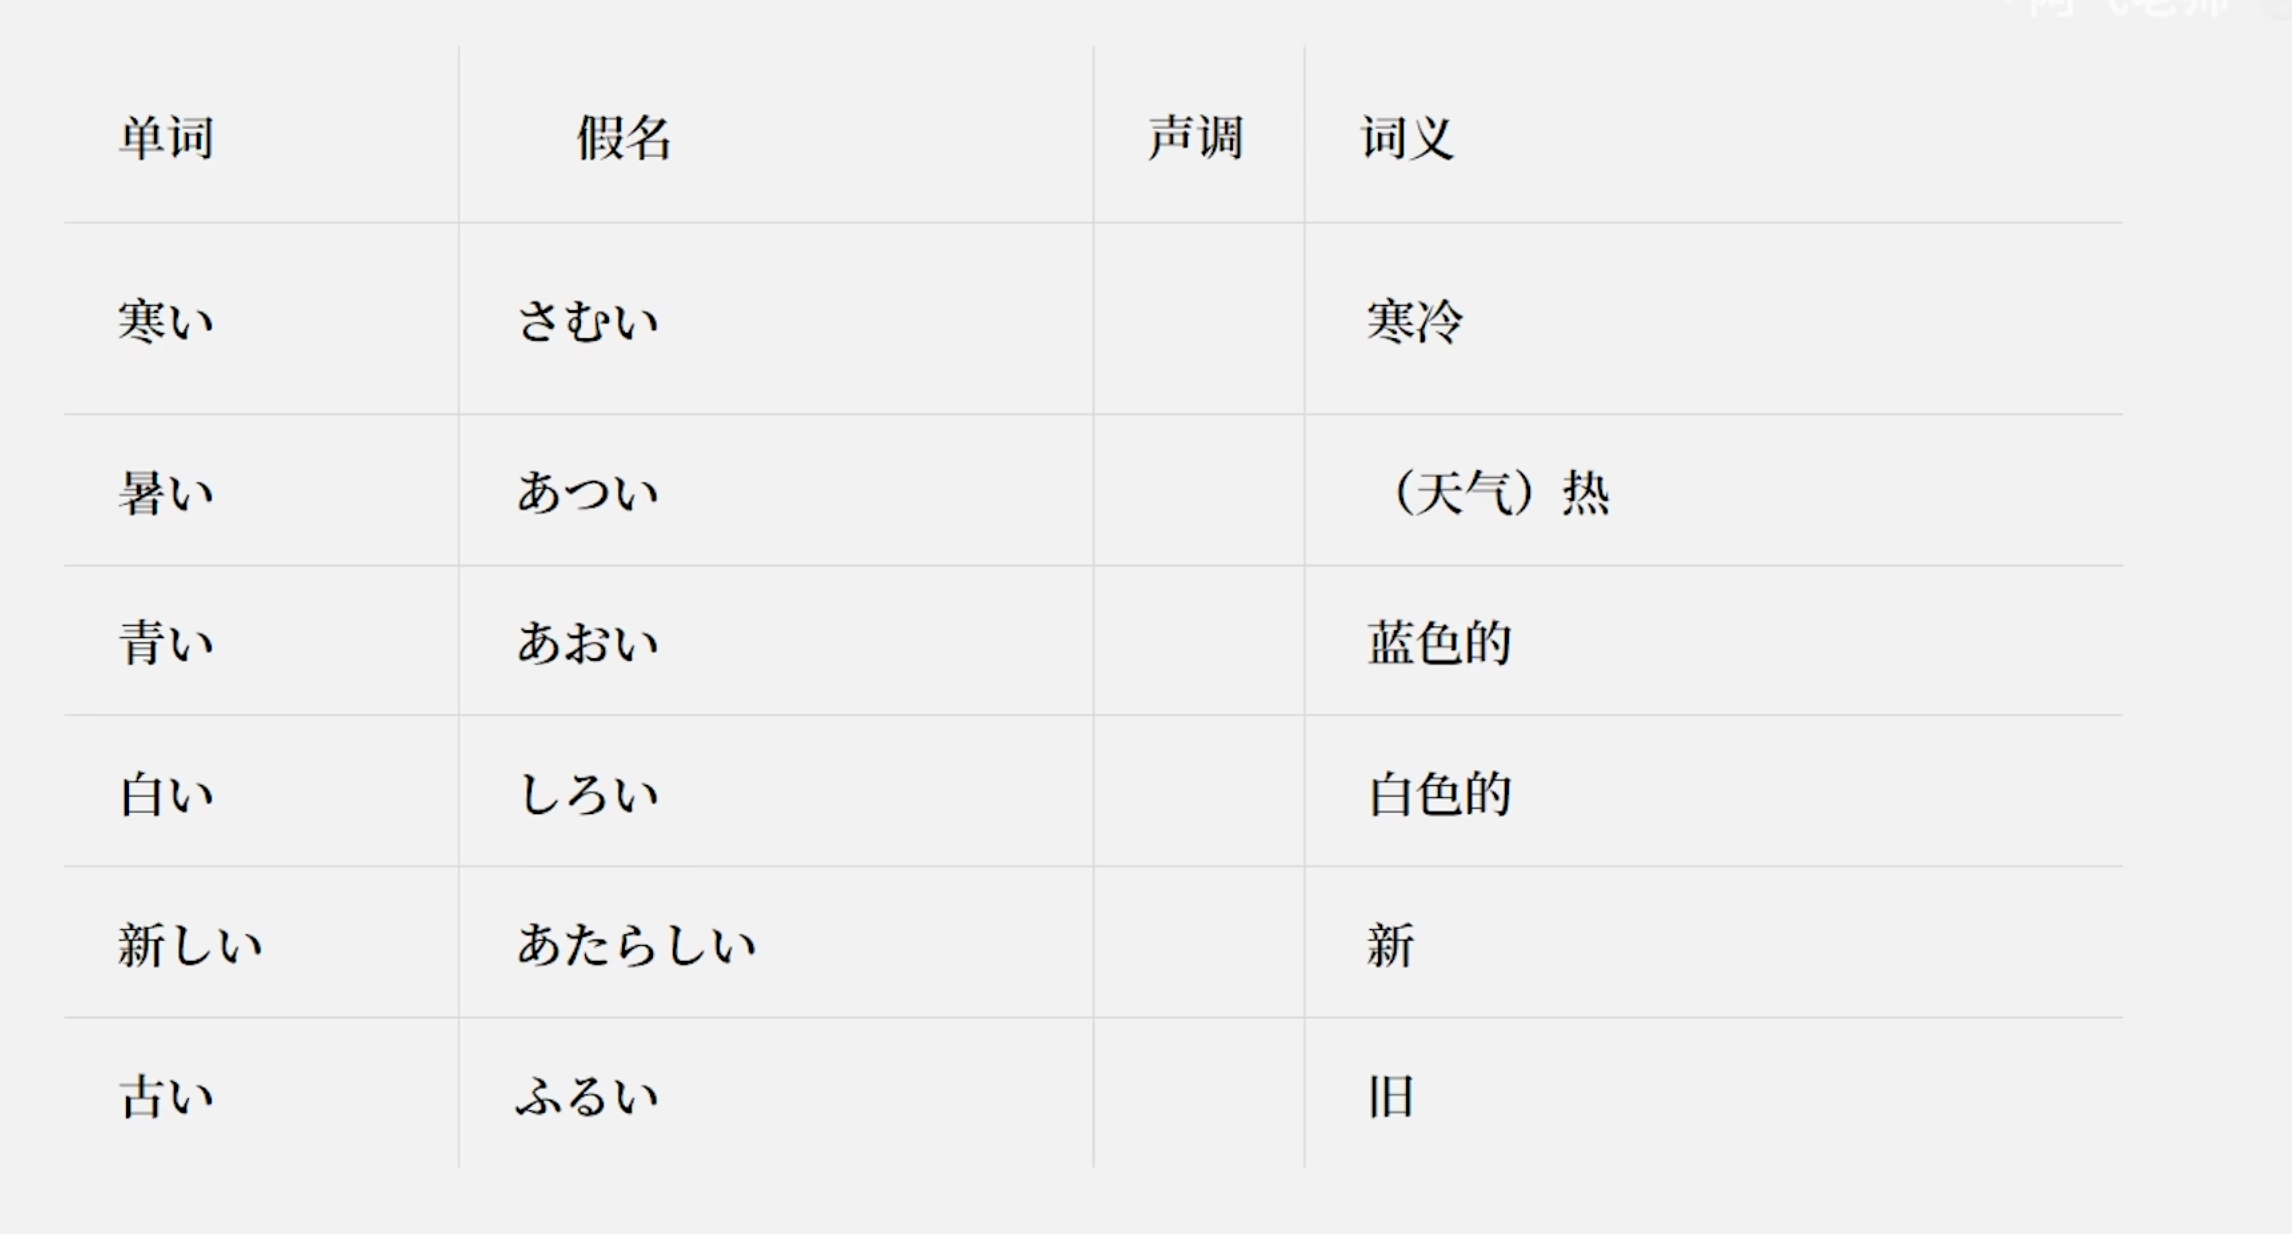 单词 假名 声调 词义
寒い さむい 寒冷
暑い あつい （天气）热
青い あおい 蓝色的
白い しろい 白色的
新しい あたらしい 新
古い ふるい 旧